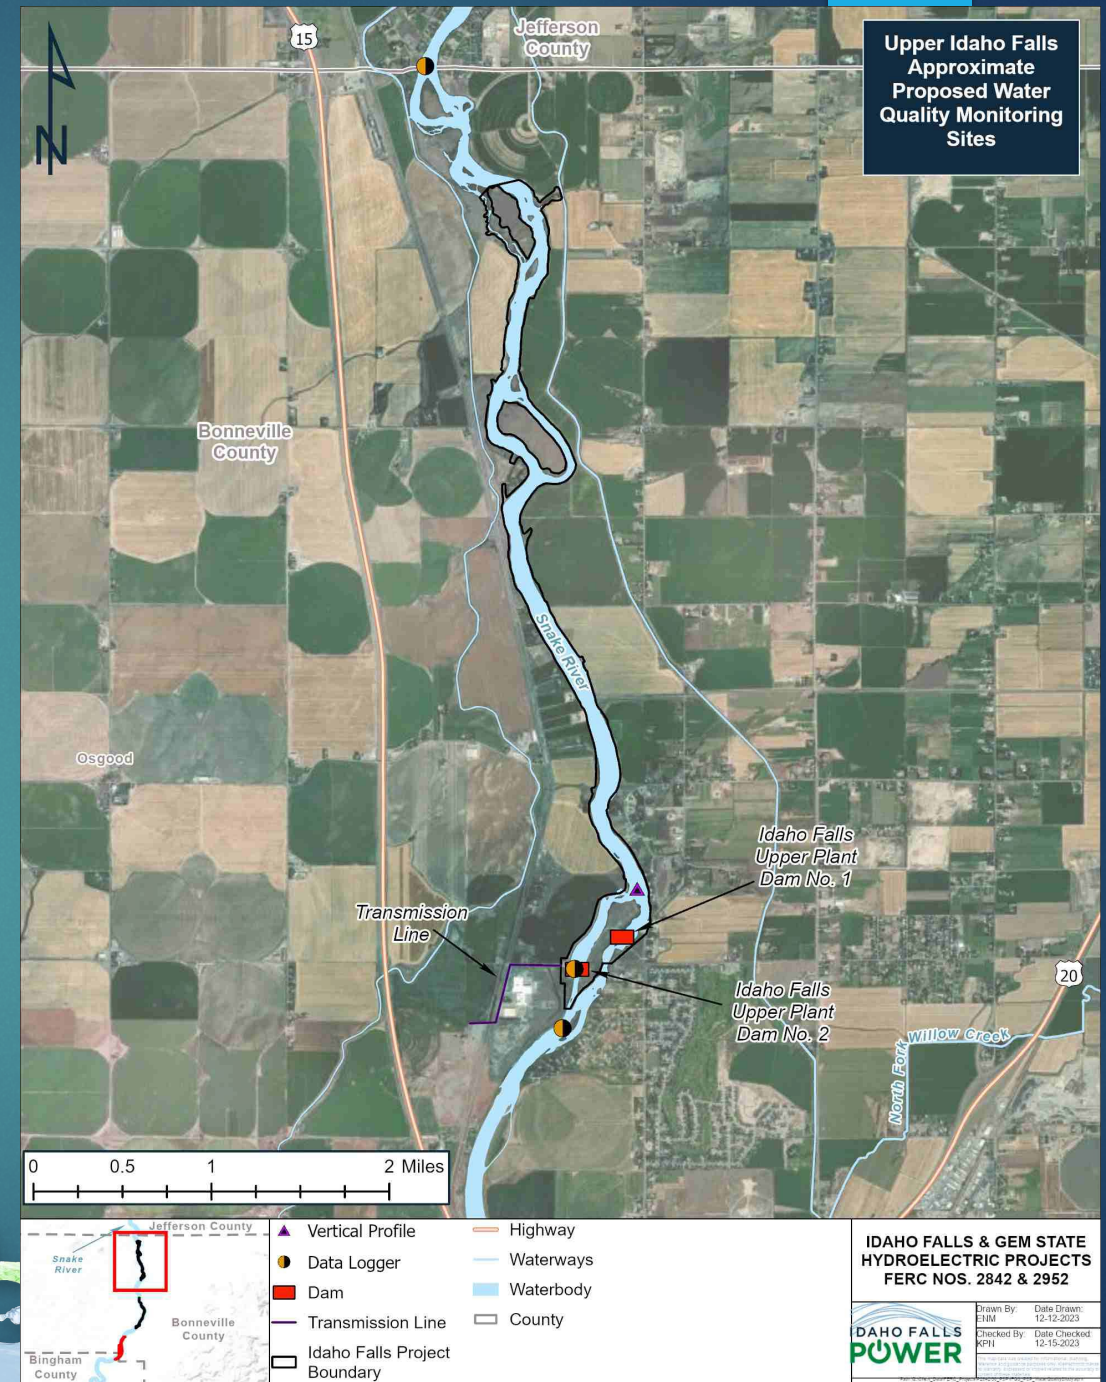 15
Jefferson
County
Upper Idaho Falls
Approximate
Proposed Water
Quality Monitoring
Sites
N
Bonneville
County
Snake River
Osgood
Idaho Falls
Upper Plant
Dam No. 1
Transmission
Line
20
Idaho Falls
Upper Plant
Dam No. 2
North Fork
Willow Creek
0 0.5 1 2 Miles
Jefferson County
Snake
River
Bonneville
County
Bingham
County
Vertical Profile
Data Logger
Dam
Transmission Line
Idaho Falls Project
Boundary
Highway
Waterways
Waterbody
County
IDAHO FALLS & GEM STATE
HYDROELECTRIC PROJECTS
FERC NOS. 2842 & 2952
IDAHO FALLS
POWER
Drawn By: Date Drawn:
ENM 12-12-2023
Checked By: Date Checked:
KPN 12-15-2023